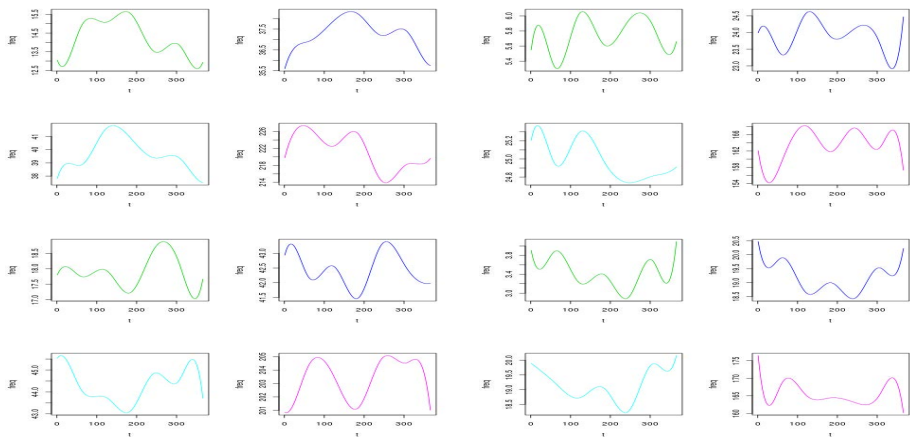 freq
12.5 13.5 14.5 15.5
0 100 200 300
t
freq
35.5 36.5 37.5
0 100 200 300
t
freq
5.4 5.6 5.8 6.0
0 100 200 300
t
freq
23.0 23.5 24.0 24.5
0 100 200 300
t
freq
38 39 40 41
0 100 200 300
t
freq
214 218 222 226
0 100 200 300
t
freq
24.8 25.0 25.2
0 100 200 300
t
freq
154 158 162 166
0 100 200 300
t
freq
17.0 17.5 18.0 18.5
0 100 200 300
t
freq
41.5 42.0 42.5 43.0
0 100 200 300
t
freq
3.0 3.4 3.8
0 100 200 300
t
freq
18.5 19.0 19.5 20.0 20.5
0 100 200 300
t
freq
43.0 44.0 45.0
0 100 200 300
t
freq
201 202 203 204 205
0 100 200 300
t
freq
18.5 19.0 19.5 20.0
0 100 200 300
t
freq
160 165 170 175
0 100 200 300
t